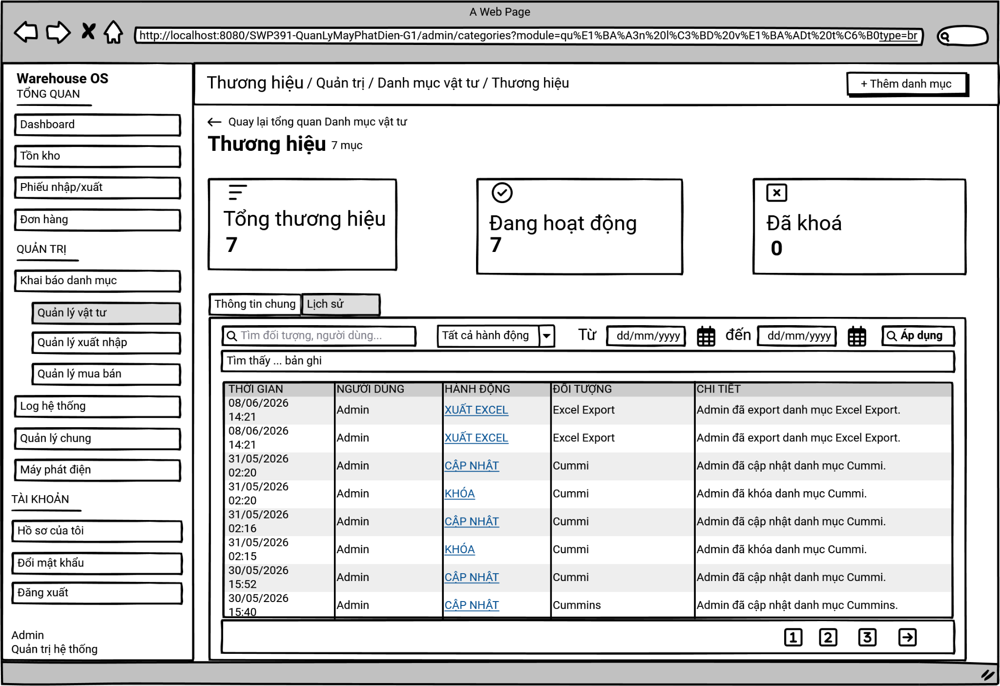 A Web Page
http://localhost:8080/SWP391-QuanLyMayPhatDien-G1/admin/categories?module=qu%E1%BA%A3n%20l%C3%BD%20v%E1%BA%ADt%20t%C6%B0type=br
Warehouse OS
TỔNG QUAN
Dashboard
Tồn kho
Phiếu nhập/xuất
Đơn hàng
QUẢN TRỊ
Khai báo danh mục
Quản lý vật tư
Quản lý xuất nhập
Quản lý mua bán
Log hệ thống
Quản lý chung
Máy phát điện
TÀI KHOẢN
Hồ sơ của tôi
Đổi mật khẩu
Đăng xuất
Admin
Quản trị hệ thống
Thương hiệu / Quản trị / Danh mục vật tư / Thương hiệu
+ Thêm danh mục
Quay lại tổng quan Danh mục vật tư
Thương hiệu 7 mục
Tổng thương hiệu
7
Đang hoạt động
7
Đã khoá
0
Thông tin chung Lịch sử
Tìm đối tượng, người dùng... Tất cả hành động Từ dd/mm/yyyy đến dd/mm/yyyy Áp dụng
Tìm thấy ... bản ghi
THỜI GIAN NGƯỜI DÙNG HÀNH ĐỘNG ĐỐI TƯỢNG CHI TIẾT
08/06/2026
14:21 Admin XUẤT EXCEL Excel Export Admin đã export danh mục Excel Export.
08/06/2026
14:21 Admin XUẤT EXCEL Excel Export Admin đã export danh mục Excel Export.
31/05/2026
02:20 Admin CẬP NHẬT Cummi Admin đã cập nhật danh mục Cummi.
31/05/2026
02:20 Admin KHÓA Cummi Admin đã khóa danh mục Cummi.
31/05/2026
02:16 Admin CẬP NHẬT Cummi Admin đã cập nhật danh mục Cummi.
31/05/2026
02:15 Admin KHÓA Cummi Admin đã khóa danh mục Cummi.
30/05/2026
15:52 Admin CẬP NHẬT Cummi Admin đã cập nhật danh mục Cummi.
30/05/2026
15:40 Admin CẬP NHẬT Cummins Admin đã cập nhật danh mục Cummins.
1 2 3